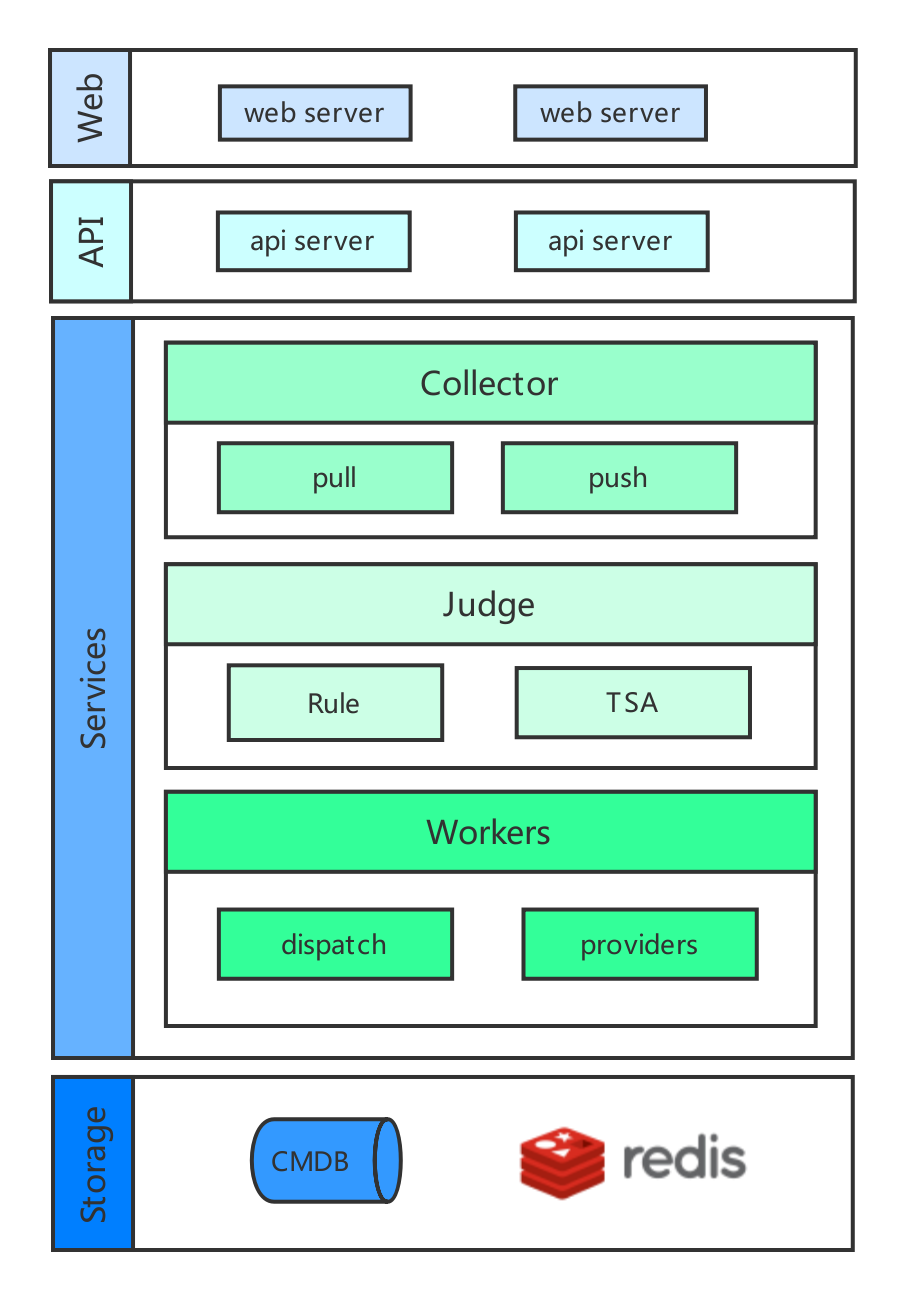 Web
web server
web server
API
api server
api server
Services
Collector
pull
push
Judge
Rule
TSA
Workers
dispatch
providers
Storage
CMDB
redis